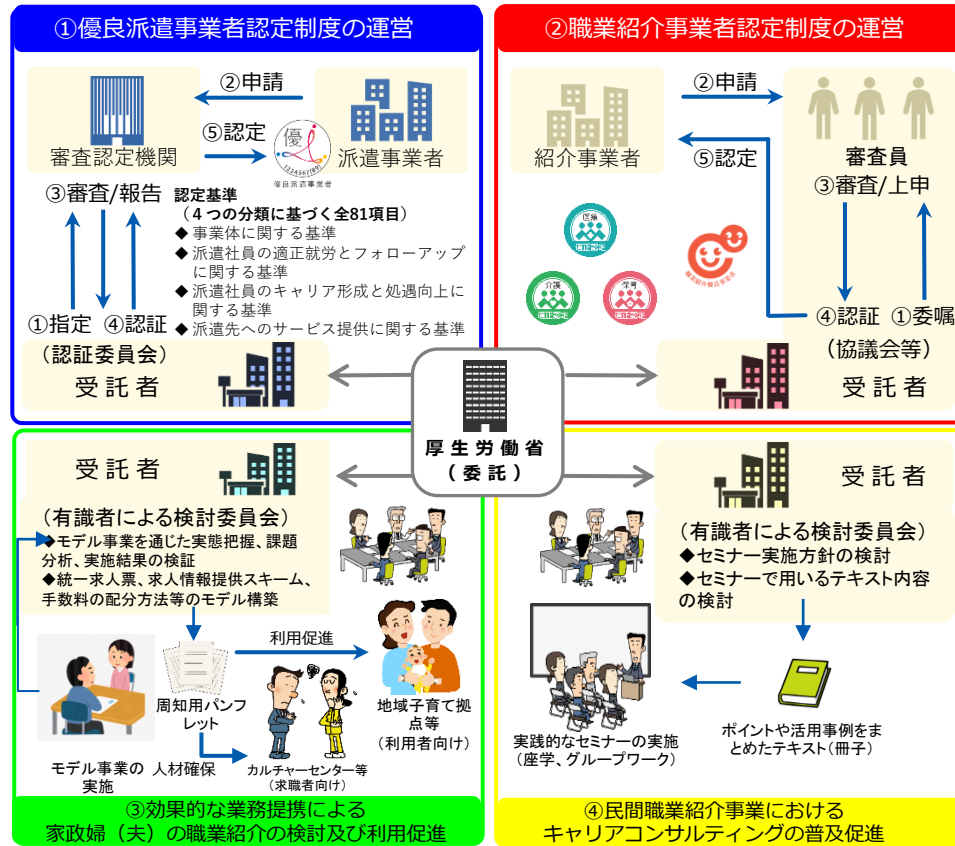 ①優良派遣事業者認定制度の運営
②申請
⑤認定
審査認定機関
派遣事業者
優
123456(789)
優良派遣事業者
③審査/報告
認定基準
(４つの分類に基づく全81項目)
◆ 事業体に関する基準
◆ 派遣社員の適正就労とフォローアップ
に関する基準
◆ 派遣社員のキャリア形成と処遇向上に
関する基準
◆ 派遣先へのサービス提供に関する基準
①指定
④認証
(認証委員会)
受託者
②職業紹介事業者認定制度の運営
②申請
⑤認定
紹介事業者
審査員
③審査/上申
医療
適正認定
介護
適正認定
保育
適正認定
職業紹介優良事業者
④認証
①委嘱
(協議会等)
受託者
厚生労働省
(委託)
受託者
(有識者による検討委員会)
◆モデル事業を通じた実態把握、課題
分析、実施結果の検証
◆統一求人票、求人情報提供スキーム、
手数料の配分方法等のモデル構築
利用促進
周知用パンフ
レット
地域子育て拠
点等
(利用者向け)
モデル事業の
実施
人材確保
カルチャーセンター等
(求職者向け)
③効果的な業務提携による
家政婦（夫）の職業紹介の検討及び利用促進
受託者
(有識者による検討委員会)
◆セミナー実施方針の検討
◆セミナーで用いるテキスト内容
の検討
実践的なセミナーの実施
(座学、グループワーク)
ポイントや活用事例をま
とめたテキスト(冊子)
④民間職業紹介事業における
キャリアコンサルティングの普及促進